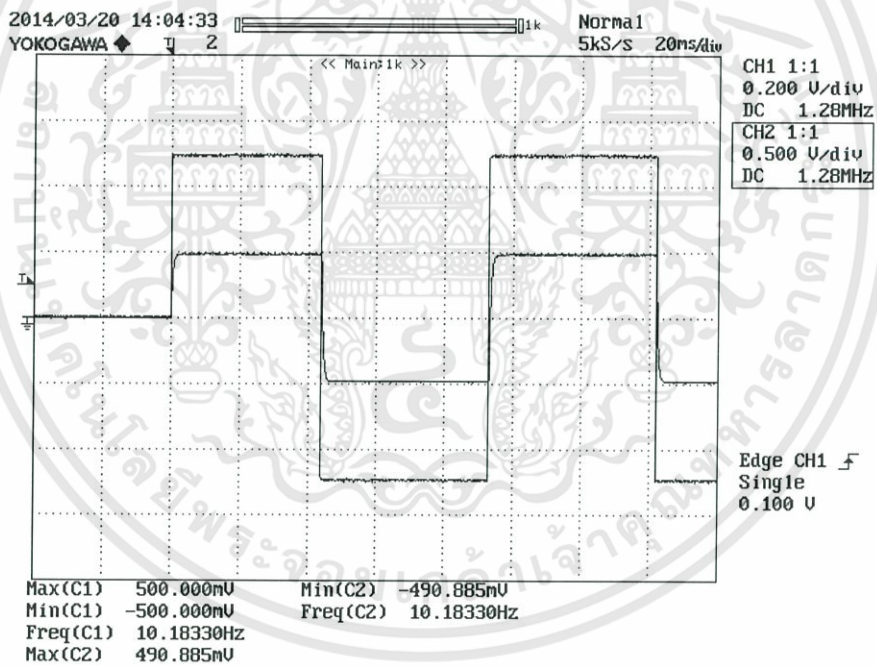 2014/03/20 14:04:33
YOKOGAWA ◆ T 2
1k
Normal
5kS/s 20ms/div
<< Main:1k >>
CH1 1:1
0.200 V/div
DC 1.28MHz
CH2 1:1
0.500 V/div
DC 1.28MHz
T
Edge CH1
Single
0.100 V
Max(C1) 500.000mV
Min(C1) -500.000mV
Freq(C1) 10.18330Hz
Max(C2) 490.885mV
Min(C2) -490.885mV
Freq(C2) 10.18330Hz